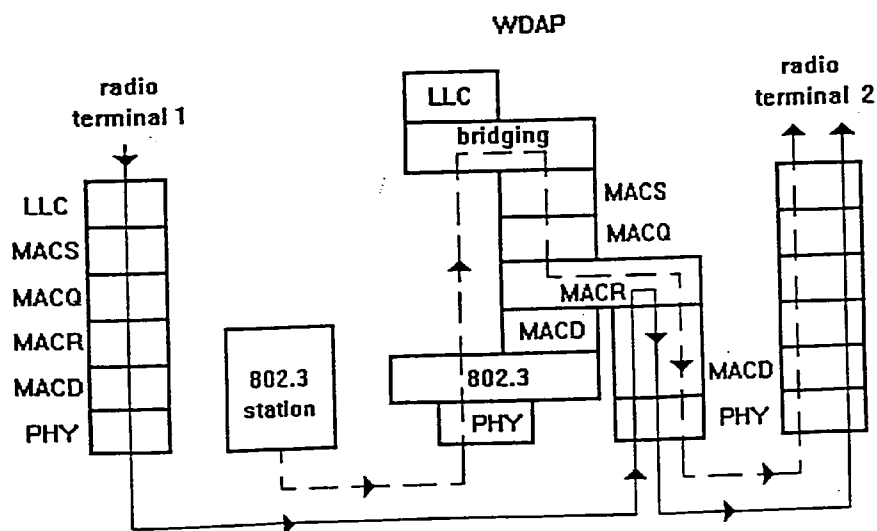 WDAP
radio
terminal 1
LLC
MACS
MACQ
MACR
MACD
PHY
802.3
station
LLC
bridging
MACS
MACQ
MACR
MACD
802.3
PHY
MACD
PHY
radio
terminal 2